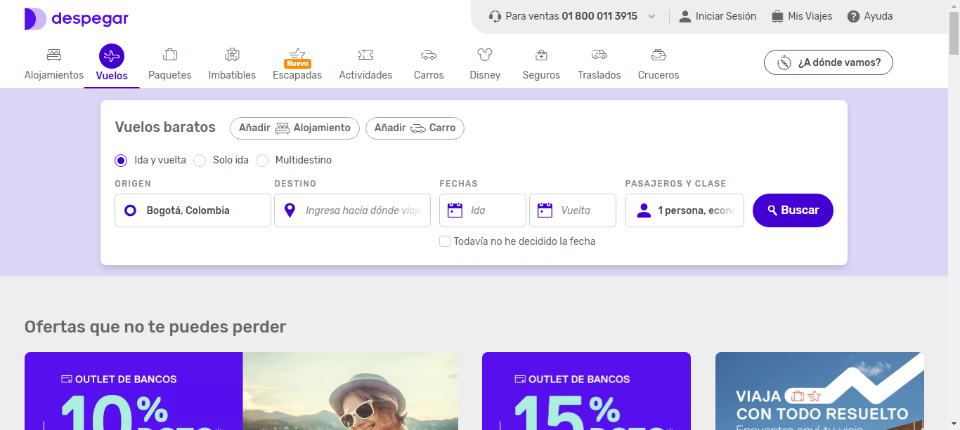 despegar
Para ventas 01 800 011 3915
Iniciar Sesión
Mis Viajes
Ayuda
Alojamientos
Vuelos
Paquetes
Imbatibles
Nuevo
Escapadas
Actividades
Carros
Disney
Seguros
Traslados
Cruceros
¿A dónde vamos?
Vuelos baratos
Añadir Alojamiento
Añadir Carro
Ida y vuelta
Solo ida
Multidestino
ORIGEN
DESTINO
FECHAS
PASAJEROS Y CLASE
Bogotá, Colombia
Ingresa hacia dónde viaj
Ida
Vuelta
1 persona, econ
Buscar
Todavía no he decidido la fecha
Ofertas que no te puedes perder
OUTLET DE BANCOS
10%
OUTLET DE BANCOS
15%
VIAJA
CON TODO RESUELTO
Encuentra aquí tu viaje